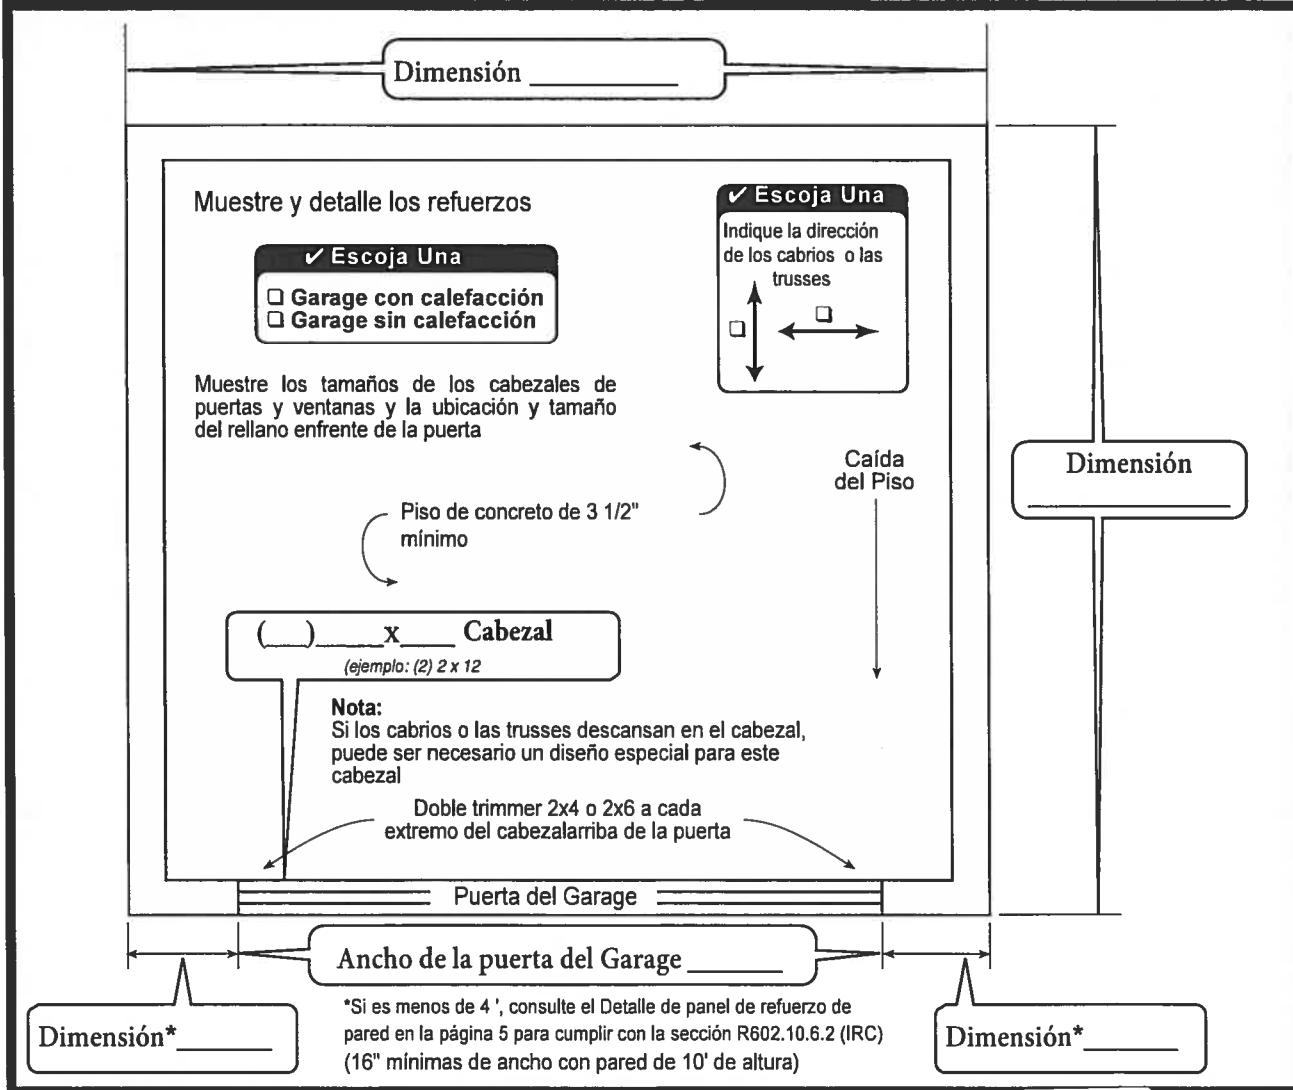 Dimensión ________
Muestre y detalle los refuerzos
✓ Escoja Una
❏ Garage con calefacción
❏ Garage sin calefacción
✓ Escoja Una
Indique la dirección
de los cabrios o las
trusses
❏
❏
Muestre los tamaños de los cabezales de
puertas y ventanas y la ubicación y tamaño
del rellano enfrente de la puerta
Caída
del Piso
Dimensión
________
Piso de concreto de 3 1/2"
mínimo
(___)_____x____ Cabezal
(ejemplo: (2) 2 x 12
Nota:
Si los cabrios o las trusses descansan en el cabezal,
puede ser necesario un diseño especial para este
cabezal
Doble trimmer 2x4 o 2x6 a cada
extremo del cabezalarriba de la puerta
Puerta del Garage
Ancho de la puerta del Garage ______
*Si es menos de 4 ', consulte el Detalle de panel de refuerzo de
pared en la página 5 para cumplir con la sección R602.10.6.2 (IRC)
(16" mínimas de ancho con pared de 10' de altura)
Dimensión*______
Dimensión*______